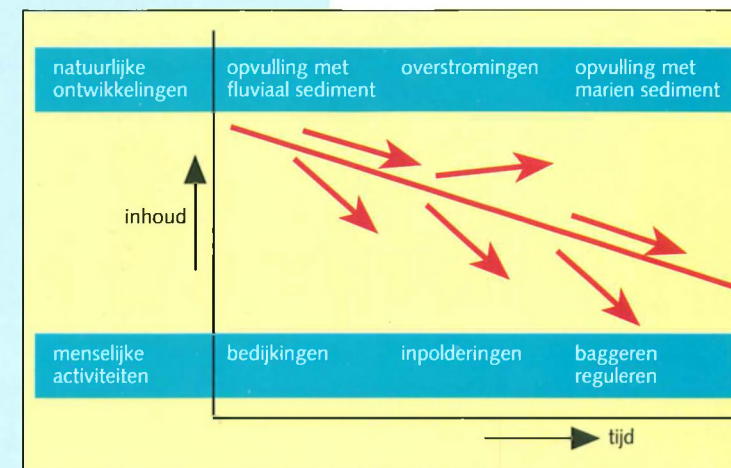 natuurlijke
ontwikkelingen
opvulling met
fluviaal sediment
overstromingen
opvulling met
marien sediment
inhoud
menselijke
activiteiten
bedijkingen
inpolderingen
baggeren
reguleren
tijd